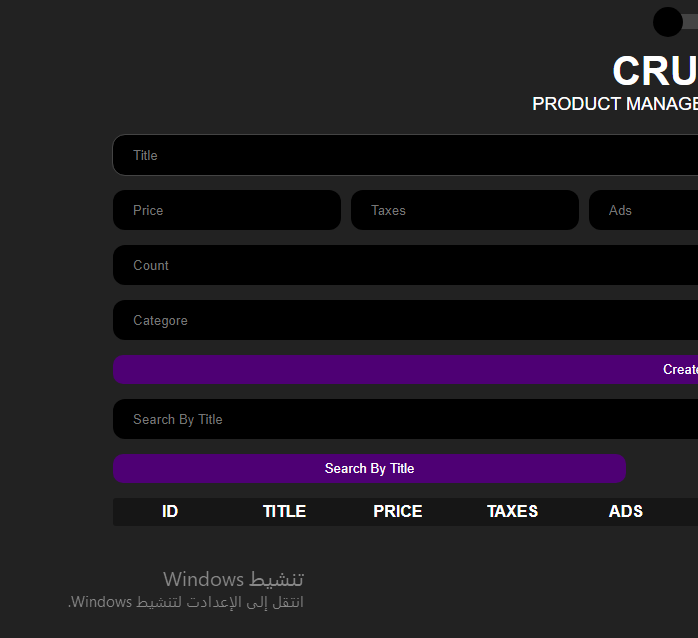 CRU
PRODUCT MANAGE
Title
Price Taxes Ads
Count
Categore
Create
Search By Title
Search By Title
ID TITLE PRICE TAXES ADS
تنشيط Windows
انتقل إلى الإعدادت لتنشيط Windows.